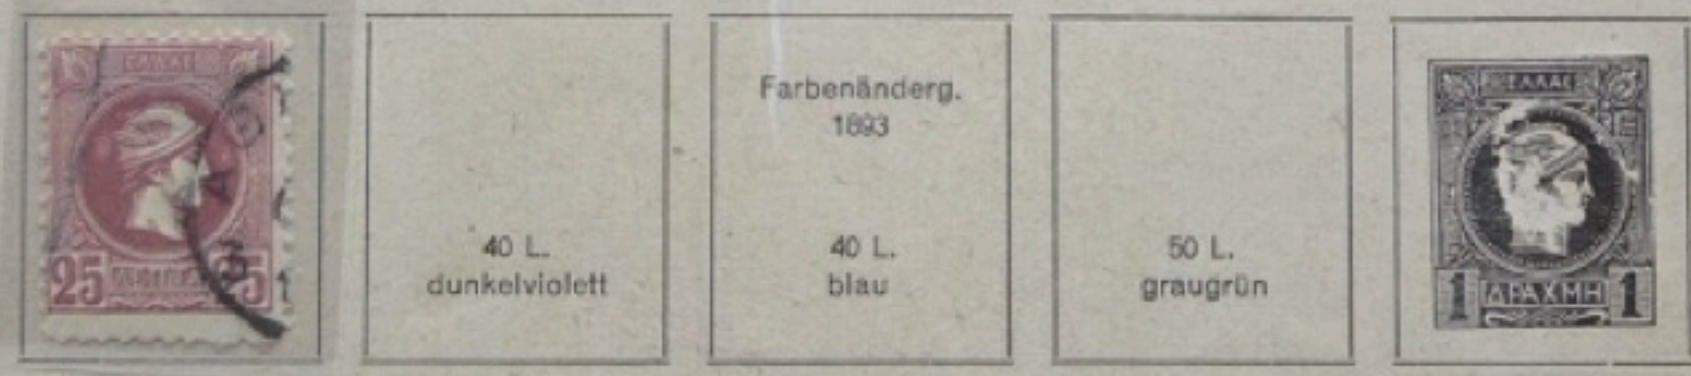 ΕΛΛΑΣ
25 25
40 L.
dunkelviolett
Farbenänderg.
1893
40 L.
blau
50 L.
graugrün
ΕΛΛΑΣ
1 ΔΡΑΧΜΗ 1